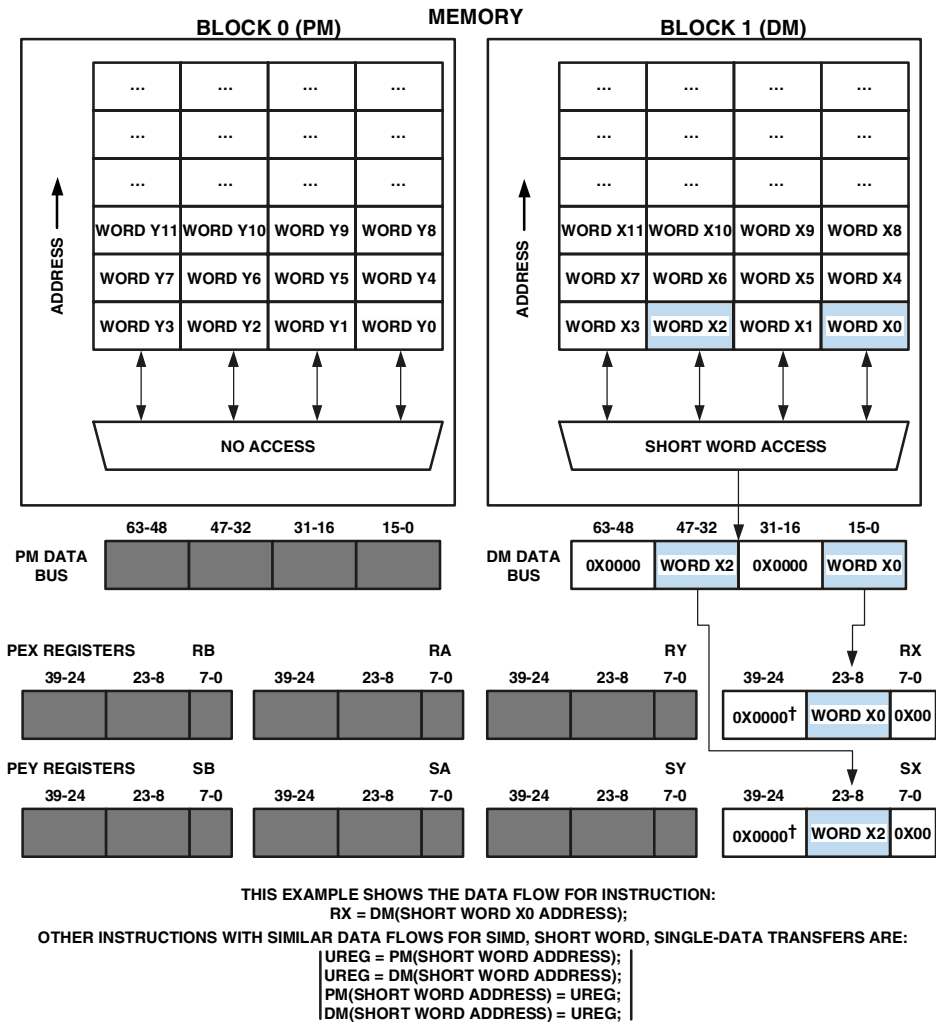 MEMORY
BLOCK 0 (PM) BLOCK 1 (DM)
... ... ... ... ... ... ... ...
... ... ... ... ... ... ... ...
... ... ... ... ... ... ... ...
WORD Y11 WORD Y10 WORD Y9 WORD Y8 WORD X11 WORD X10 WORD X9 WORD X8
ADDRESS ADDRESS
WORD Y7 WORD Y6 WORD Y5 WORD Y4 WORD X7 WORD X6 WORD X5 WORD X4
WORD Y3 WORD Y2 WORD Y1 WORD Y0 WORD X3 WORD X2 WORD X1 WORD X0
NO ACCESS SHORT WORD ACCESS
63-48 47-32 31-16 15-0 63-48 47-32 31-16 15-0
PM DATA BUS DM DATA BUS 0X0000 WORD X2 0X0000 WORD X0
PEX REGISTERS RB RA RY RX
39-24 23-8 7-0 39-24 23-8 7-0 39-24 23-8 7-0 39-24 23-8 7-0
0X0000† WORD X0 0X00
PEY REGISTERS SB SA SY SX
39-24 23-8 7-0 39-24 23-8 7-0 39-24 23-8 7-0 39-24 23-8 7-0
0X0000† WORD X2 0X00
THIS EXAMPLE SHOWS THE DATA FLOW FOR INSTRUCTION:
RX = DM(SHORT WORD X0 ADDRESS);
OTHER INSTRUCTIONS WITH SIMILAR DATA FLOWS FOR SIMD, SHORT WORD, SINGLE-DATA TRANSFERS ARE:
UREG = PM(SHORT WORD ADDRESS);
UREG = DM(SHORT WORD ADDRESS);
PM(SHORT WORD ADDRESS) = UREG;
DM(SHORT WORD ADDRESS) = UREG;